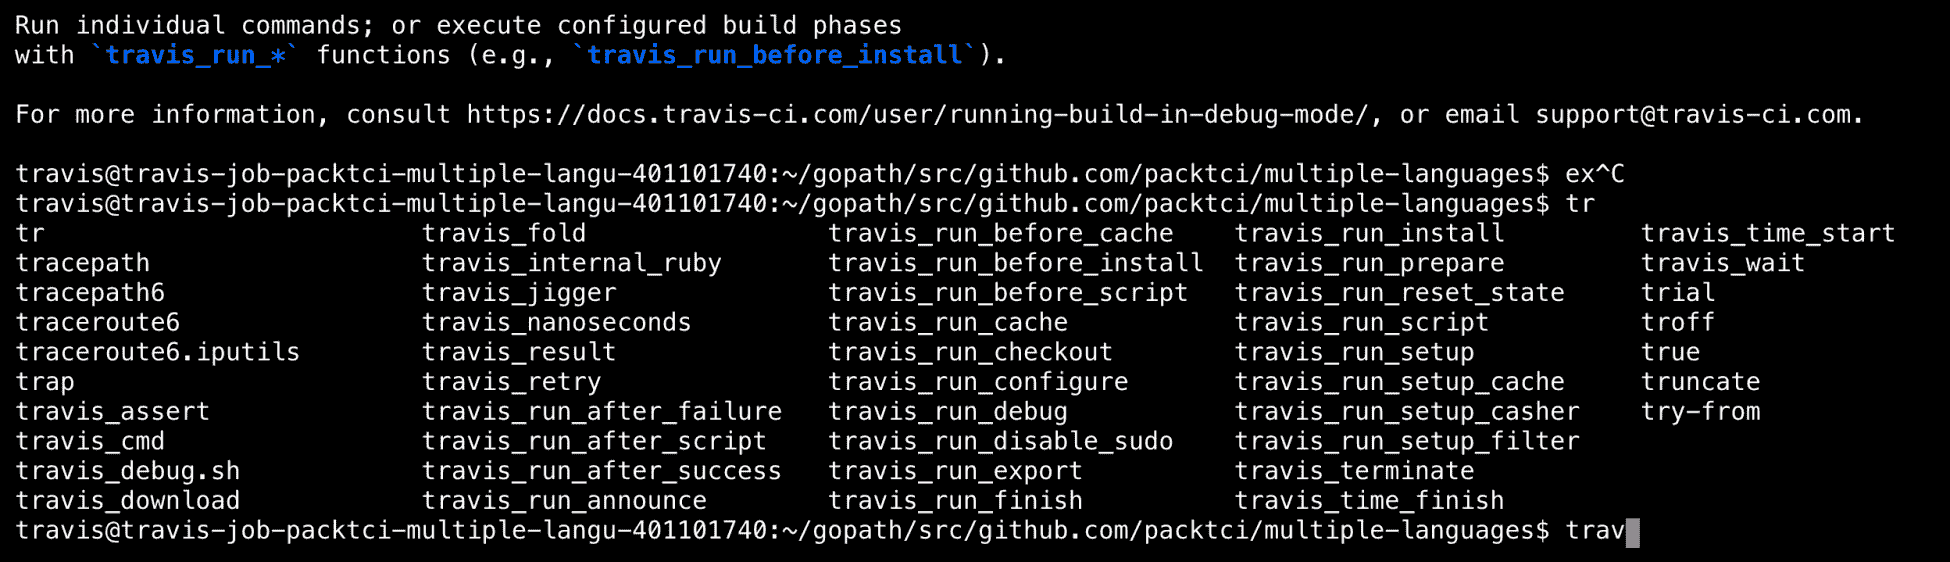 Run individual commands; or execute configured build phases
with `travis_run_*` functions (e.g., `travis_run_before_install`).
For more information, consult https://docs.travis-ci.com/user/running-build-in-debug-mode/, or email support@travis-ci.com.
travis@travis-job-packtci-multiple-langu-401101740:~/gopath/src/github.com/packtci/multiple-languages$ ex^C
travis@travis-job-packtci-multiple-langu-401101740:~/gopath/src/github.com/packtci/multiple-languages$ tr
tr travis_fold travis_run_before_cache travis_run_install travis_time_start
tracepath travis_internal_ruby travis_run_before_install travis_run_prepare travis_wait
tracepath6 travis_jigger travis_run_before_script travis_run_reset_state trial
traceroute6 travis_nanoseconds travis_run_cache travis_run_script troff
traceroute6.iputils travis_result travis_run_checkout travis_run_setup true
trap travis_retry travis_run_configure travis_run_setup_cache truncate
travis_assert travis_run_after_failure travis_run_debug travis_run_setup_casher try-from
travis_cmd travis_run_after_script travis_run_disable_sudo travis_run_setup_filter
travis_debug.sh travis_run_after_success travis_run_export travis_terminate
travis_download travis_run_announce travis_run_finish travis_time_finish
travis@travis-job-packtci-multiple-langu-401101740:~/gopath/src/github.com/packtci/multiple-languages$ trav